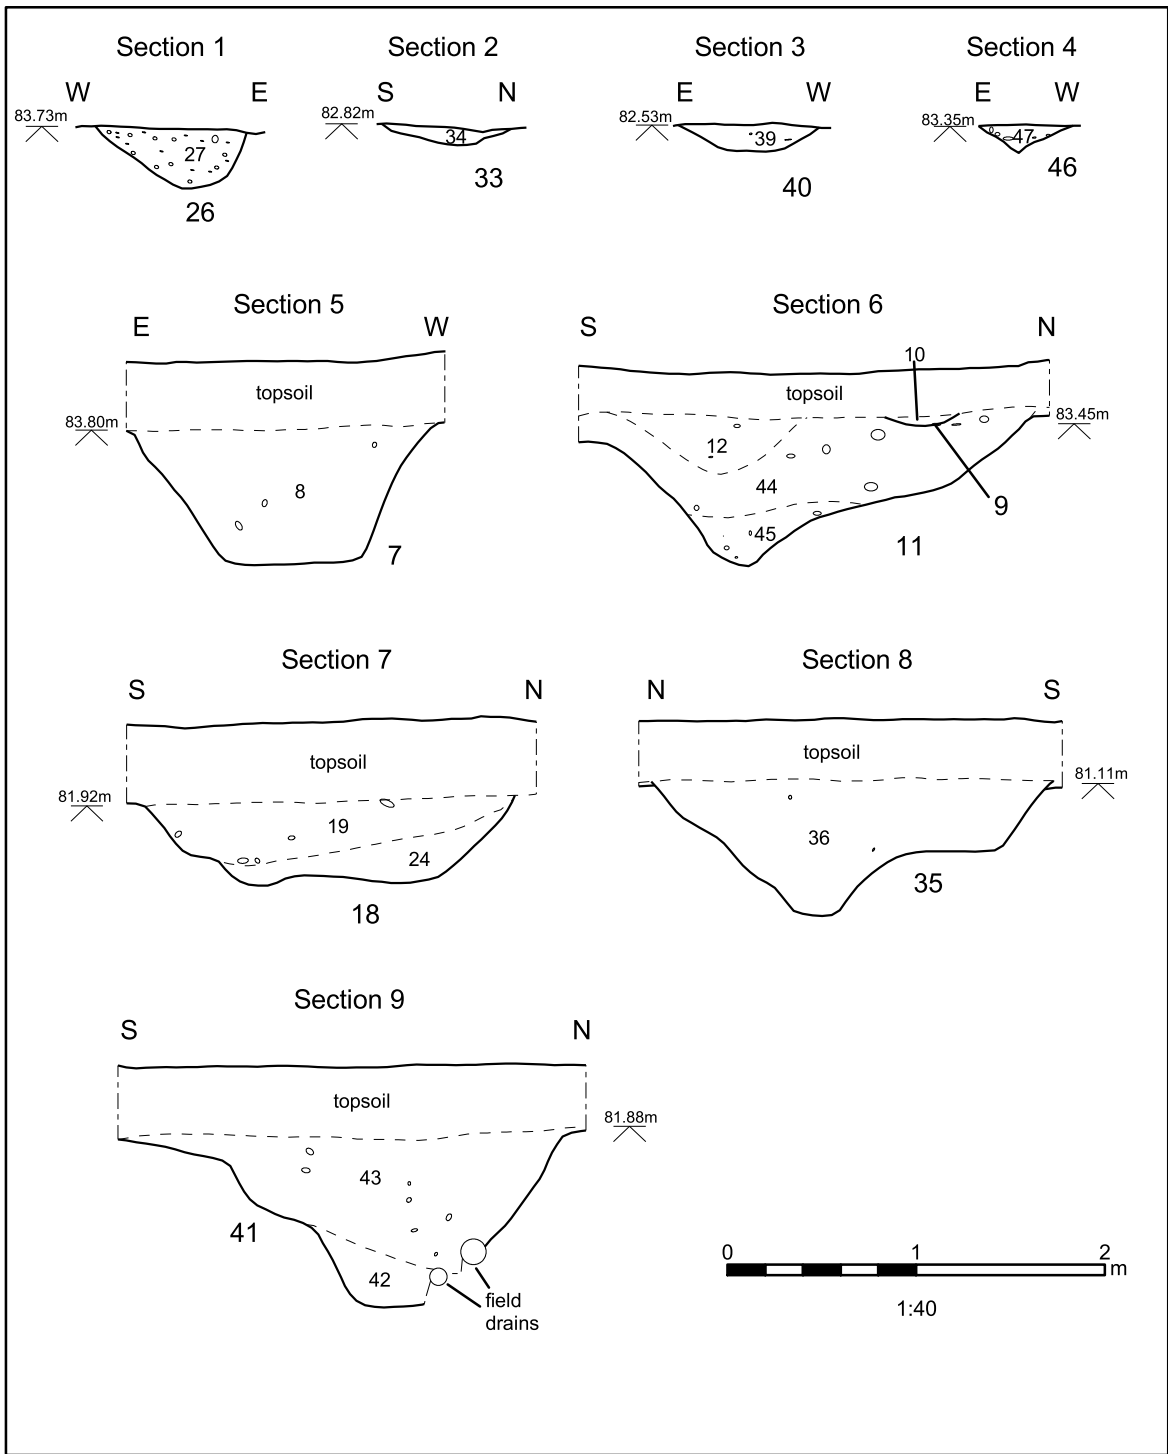 Section 1
Section 2
Section 3
Section 4
W
E
S
N
E
W
E
W
83.73m
82.82m
82.53m
83.35m
27
34
39
47
26
33
40
46
Section 5
Section 6
E
W
S
N
10
topsoil
topsoil
83.80m
83.45m
12
8
44
9
45
7
11
Section 7
Section 8
S
N
N
S
topsoil
topsoil
81.92m
81.11m
19
36
24
35
18
Section 9
S
N
topsoil
81.88m
43
41
42
field
drains
0
1
2
m
1:40